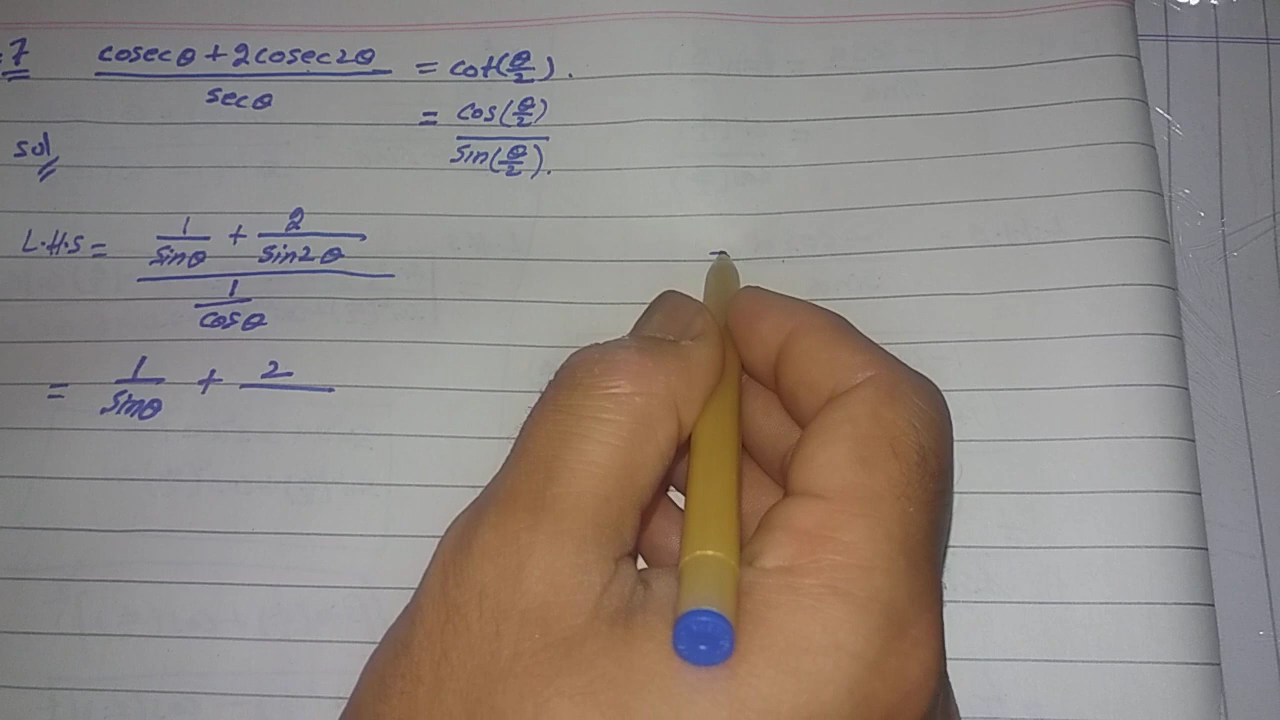 :7 cosecθ + 2cosec2θ / secθ = cot(θ/2).
= cos(θ/2) / sin(θ/2).
Sol
L.H.S = (1/sinθ + 2/sin2θ) / (1/cosθ)
= 1/sinθ + 2/